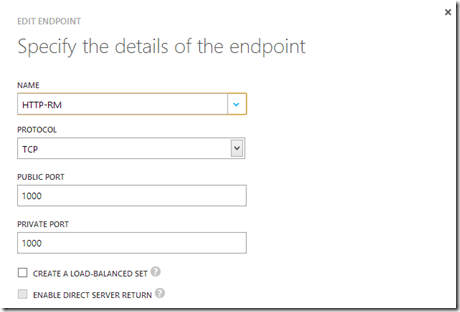 EDIT ENDPOINT
Specify the details of the endpoint
NAME
HTTP-RM
PROTOCOL
TCP
PUBLIC PORT
1000
PRIVATE PORT
1000
CREATE A LOAD-BALANCED SET ?
ENABLE DIRECT SERVER RETURN ?